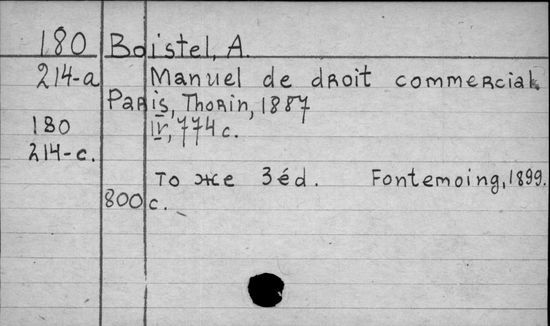 180 Boistel, A.
214-a Manuel de droit commercial
Paris, Thorin, 1887
180 IV, 774 c.
214-c.
то же 3 éd. Fontemoing, 1899.
800 c.